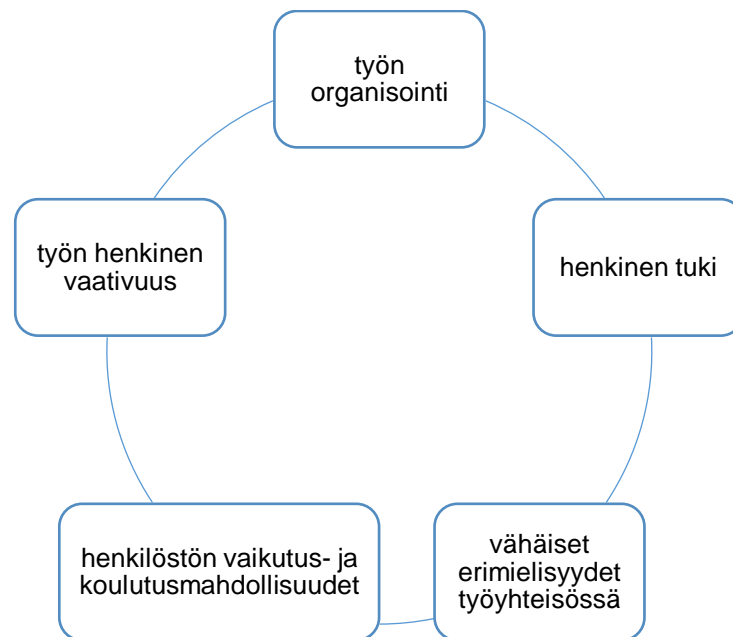 työn
organisointi
henkinen tuki
vähäiset
erimielisyydet
työyhteisössä
henkilöstön vaikutus- ja
koulutusmahdollisuudet
työn henkinen
vaativuus